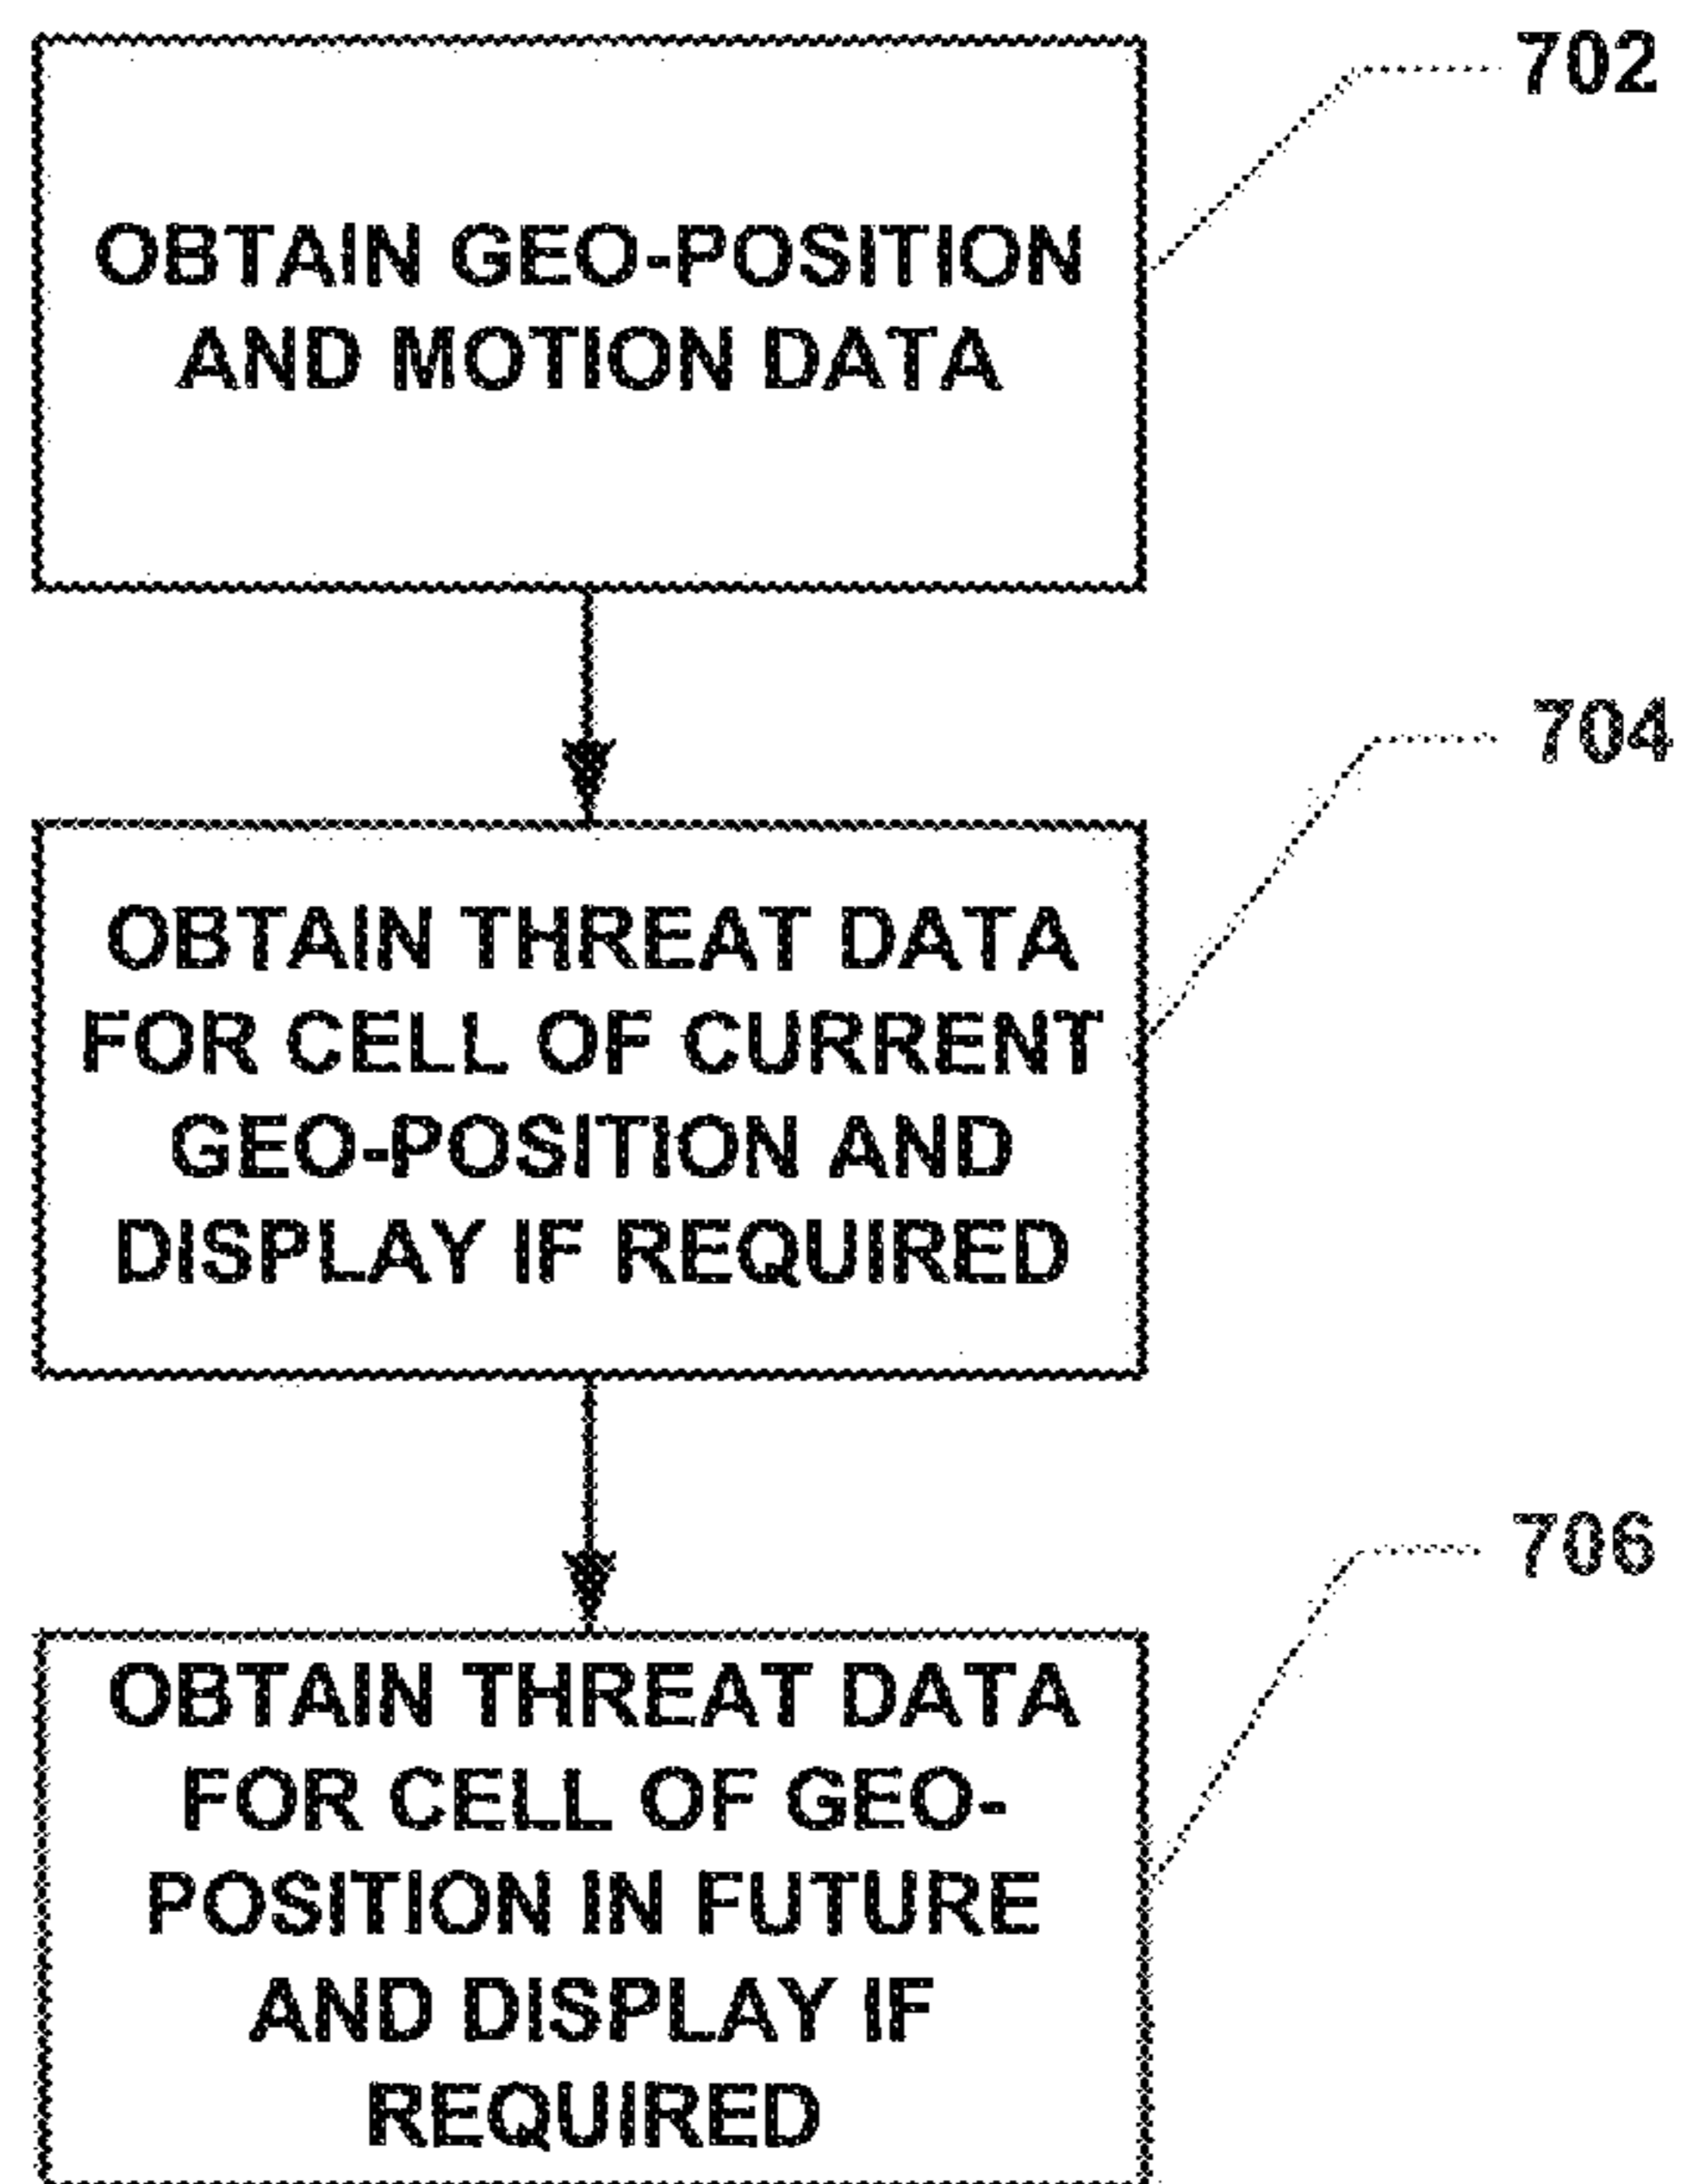 702
OBTAIN GEO-POSITION
AND MOTION DATA
704
OBTAIN THREAT DATA
FOR CELL OF CURRENT
GEO-POSITION AND
DISPLAY IF REQUIRED
706
OBTAIN THREAT DATA
FOR CELL OF GEO-
POSITION IN FUTURE
AND DISPLAY IF
REQUIRED